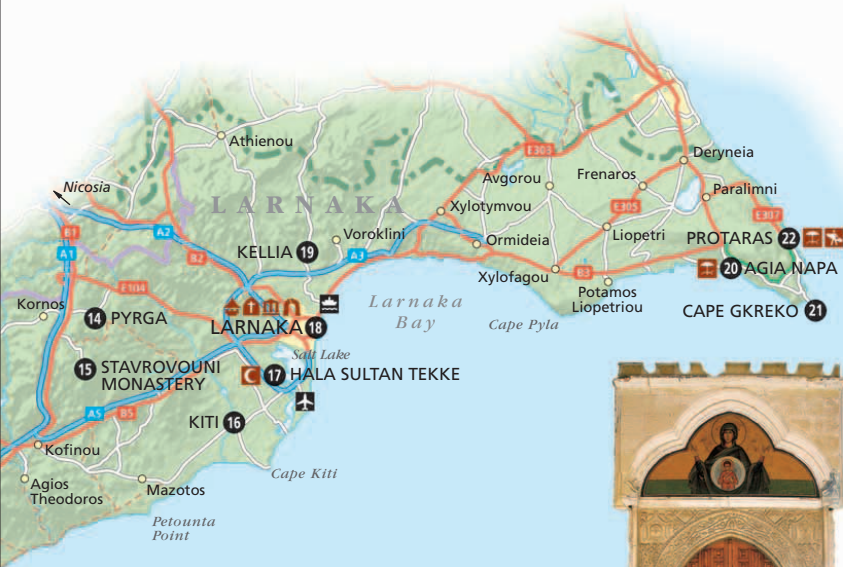 Athienou
E303
Deryneia
Avgorou
Frenaros
Nicosia
Paralimni
LARNAKA
Xylotymvou
E305
E307
B1
A2
Voroklini
Liopetri
PROTARAS 22
KELLIA 19
A3
Ormideia
A1
B2
Xylofagou
B3
20 AGIA NAPA
E104
Potamos
Liopetriou
Kornos
Larnaka
Bay
CAPE GKREKO 21
14 PYRGA
LARNAKA 18
Cape Pyla
Salt Lake
15 STAVROVOUNI
MONASTERY
17 HALA SULTAN TEKKE
A5
B5
KITI 16
Kofinou
Cape Kiti
Agios
Theodoros
Mazotos
Petounta
Point